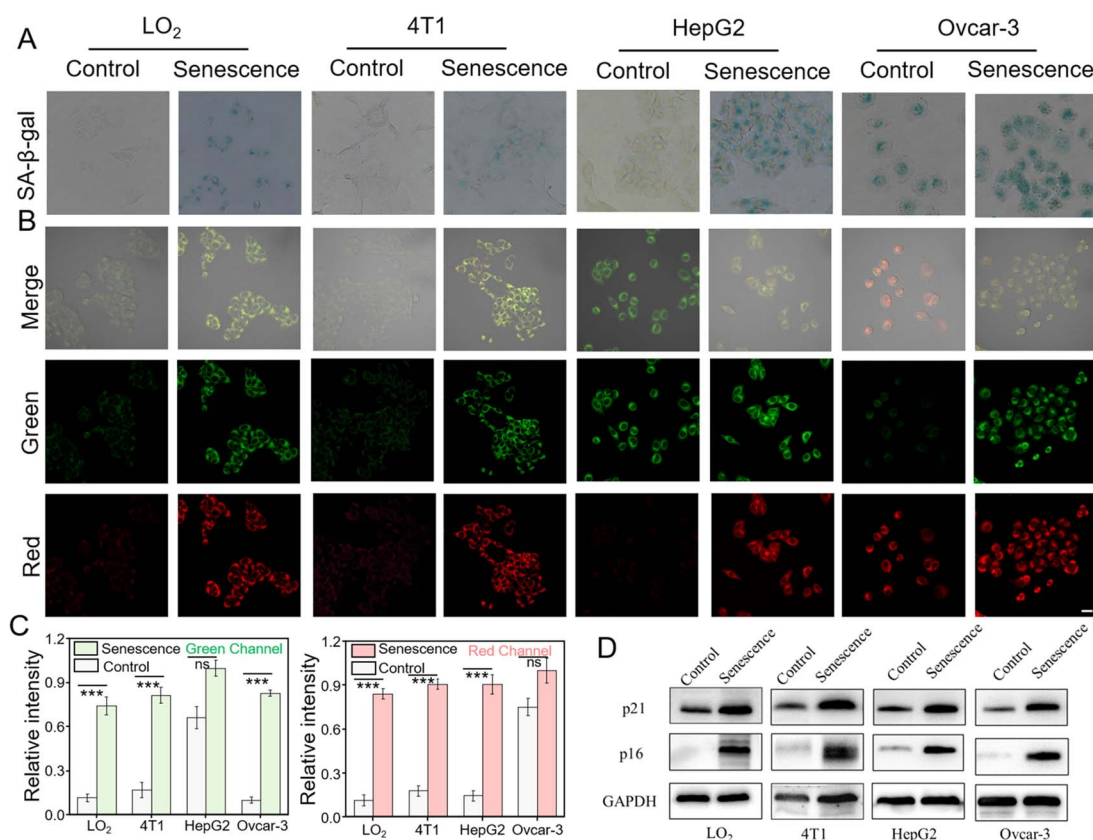 A
LO₂ 4T1 HepG2 Ovcar-3
Control Senescence Control Senescence Control Senescence Control Senescence
SA-β-gal
B
Merge
Green
Red
C
1.2
0.9
0.6
0.3
0.0
Relative intensity
Senescence Green Channel
Control
*** *** ns ***
LO₂ 4T1 HepG2 Ovcar-3
1.2
0.9
0.6
0.3
0.0
Relative intensity
Senescence Red Channel
Control
*** *** *** ns
LO₂ 4T1 HepG2 Ovcar-3
D
Control Senescence Control Senescence Control Senescence Control Senescence
p21
p16
GAPDH
LO₂ 4T1 HepG2 Ovcar-3